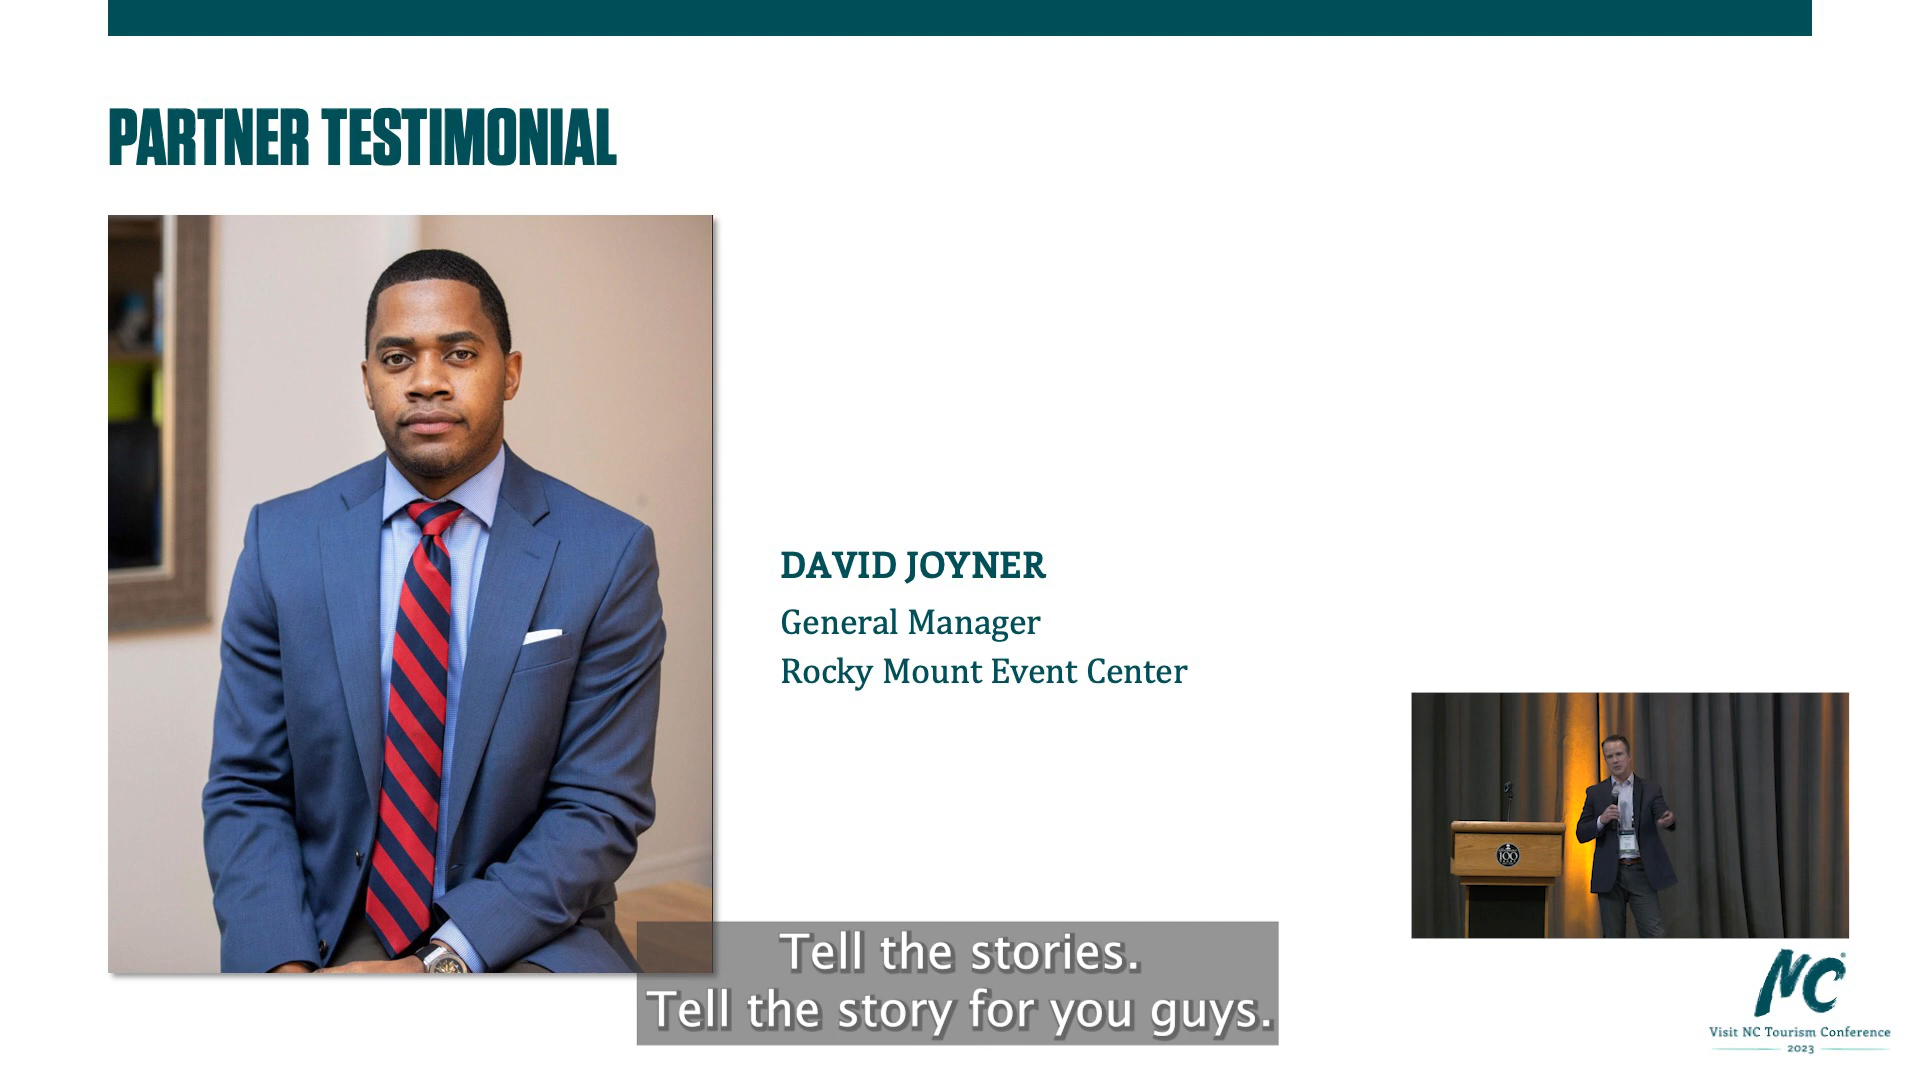 PARTNER TESTIMONIAL
DAVID JOYNER
General Manager
Rocky Mount Event Center
Tell the stories.
Tell the story for you guys.
100
NC
Visit NC Tourism Conference
2023